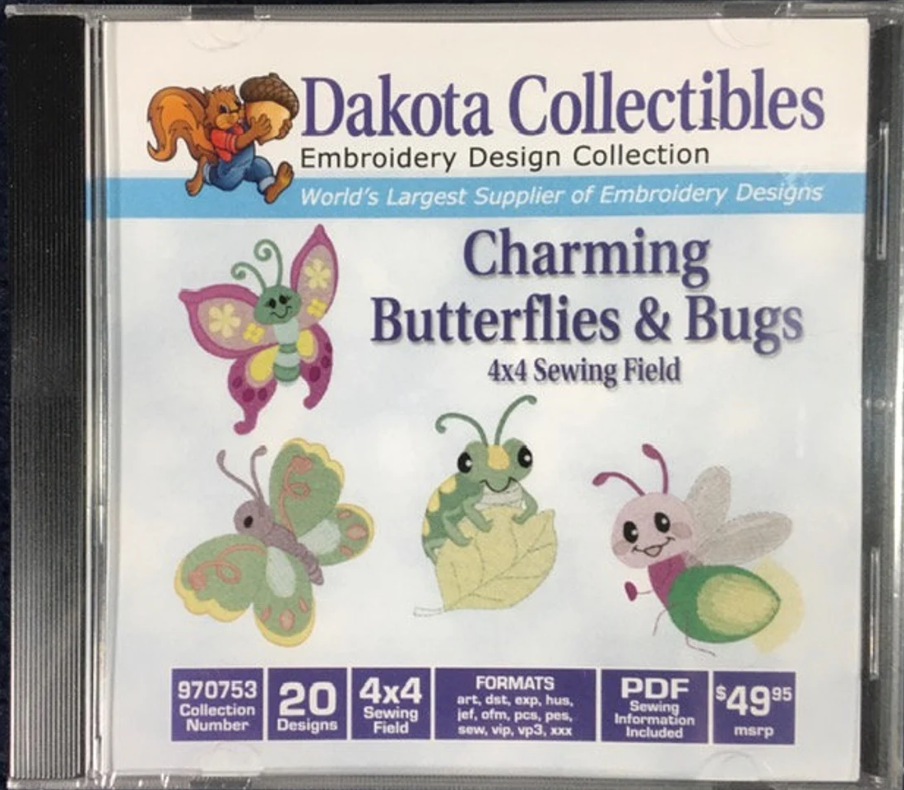 Dakota Collectibles
Embroidery Design Collection
World's Largest Supplier of Embroidery Designs
Charming
Butterflies & Bugs
4x4 Sewing Field
970753
Collection
Number
20
Designs
4x4
Sewing
Field
FORMATS
art, dst, exp, hus,
jef, ofm, pcs, pes,
sew, vip, vp3, xxx
PDF
Sewing
Information
Included
$49.95
msrp